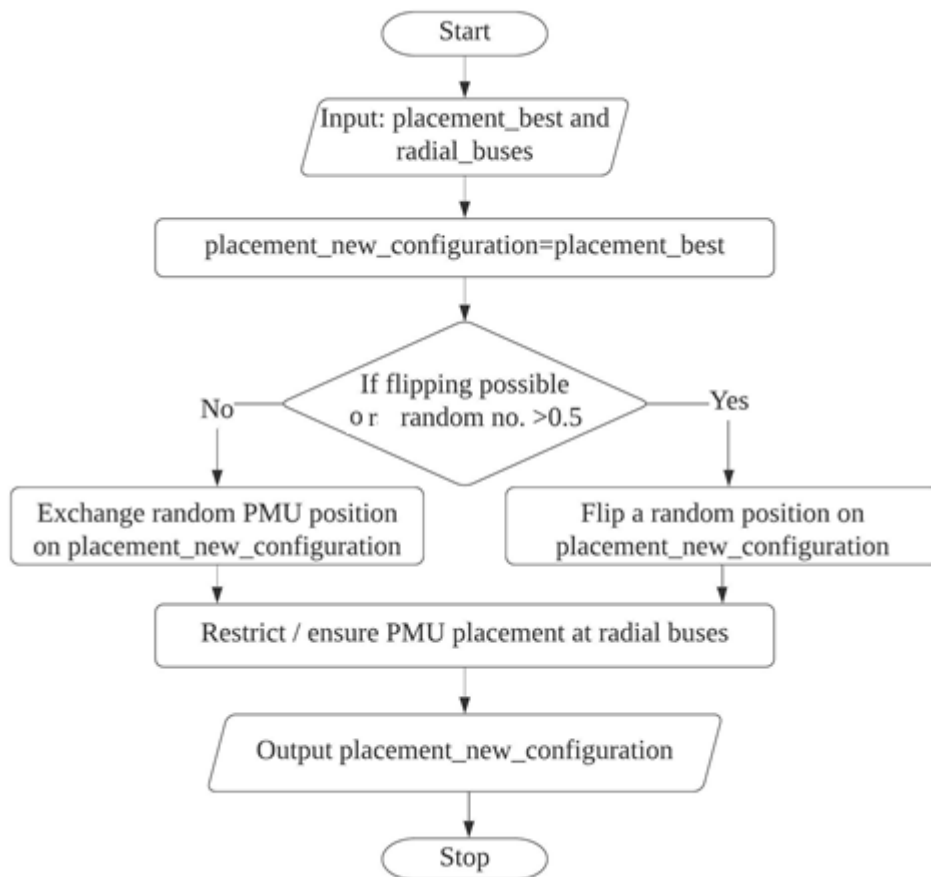 Start
Input: placement_best and
radial_buses
placement_new_configuration=placement_best
If flipping possible
or random no. >0.5
No
Yes
Exchange random PMU position
on placement_new_configuration
Flip a random position on
placement_new_configuration
Restrict / ensure PMU placement at radial buses
Output placement_new_configuration
Stop